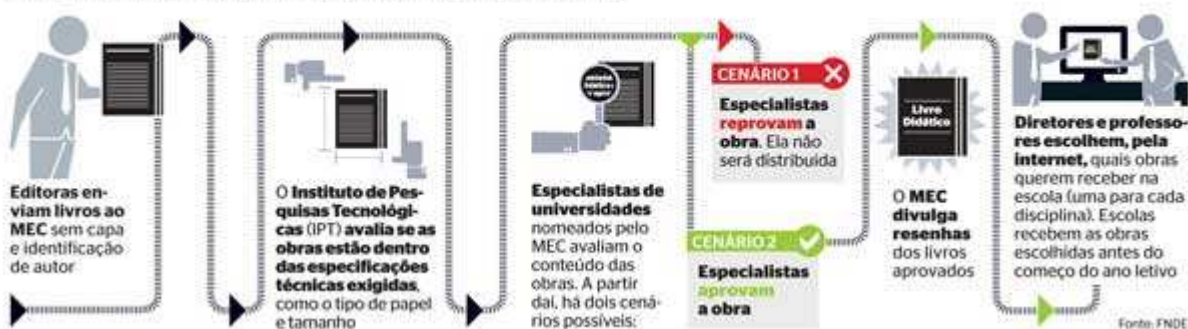 Editoras en-
viam livros ao
MEC sem capa
e identificação
de autor
O Instituto de Pes-
quisas Tecnológi-
cas (IPT) avalia se as
obras estão dentro
das especificações
técnicas exigidas,
como o tipo de papel
e tamanho
Especialistas de
universidades
nomeados pelo
MEC avaliam o
conteúdo das
obras. A partir
daí, há dois cená-
rios possíveis:
CENÁRIO 1
Especialistas
reprovam a
obra. Ela não
será distribuída
CENÁRIO 2
Especialistas
aprovam
a obra
Livro
Didático
O MEC
divulga
resenhas
dos livros
aprovados
Diretores e professo-
res escolhem, pela
internet, quais obras
querem receber na
escola (uma para cada
disciplina). Escolas
recebem as obras
escolhidas antes do
começo do ano letivo
Fonte: FNDE